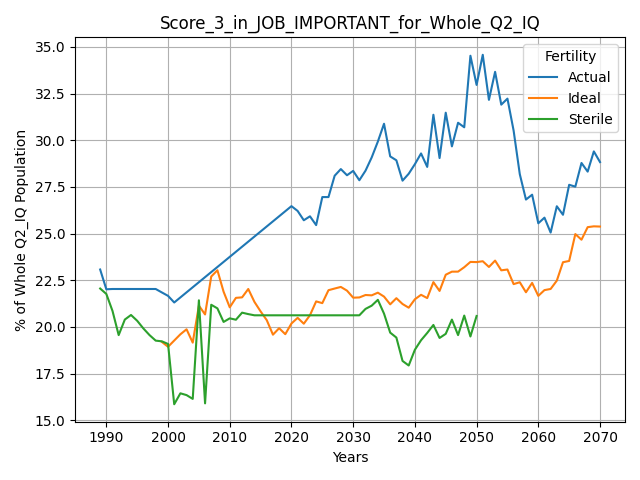 Score_3_in_JOB_IMPORTANT_for_Whole_Q2_IQ
% of Whole Q2_IQ Population
35.0
32.5
30.0
27.5
25.0
22.5
20.0
17.5
15.0
Fertility
Actual
Ideal
Sterile
1990 2000 2010 2020 2030 2040 2050 2060 2070
Years